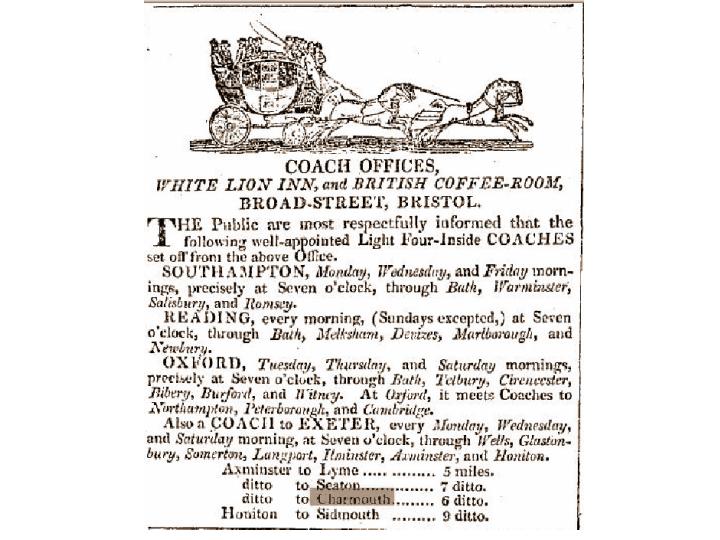 COACH OFFICES,
WHITE LION INN, and BRITISH COFFEE-ROOM,
BROAD-STREET, BRISTOL.
THE Public are most respectfully informed that the
following well-appointed Light Four-Inside COACHES
set off from the above Office.
SOUTHAMPTON, Monday, Wednesday, and Friday morn-
ings, precisely at Seven o'clock, through Bath, Warminster,
Salisbury, and Romsey.
READING, every morning, (Sundays excepted,) at Seven
o'clock, through Bath, Melksham, Devizes, Marlborough, and
Newbury.
OXFORD, Tuesday, Thursday, and Saturday mornings,
precisely at Seven o'clock, through Bath, Tetbury, Cirencester,
Bibery, Burford, and Witney. At Oxford, it meets Coaches to
Northampton, Peterborough, and Cambridge.
Also a COACH to EXETER, every Monday, Wednesday,
and Saturday morning, at Seven o'clock, through Wells, Glaston-
bury, Somerton, Langport, Ilminster, Axminster, and Honiton.
Axminster to Lyme .............. 5 miles.
ditto to Seaton.............. 7 ditto.
ditto to Charmouth......... 6 ditto.
Honiton to Sidmouth ......... 9 ditto.